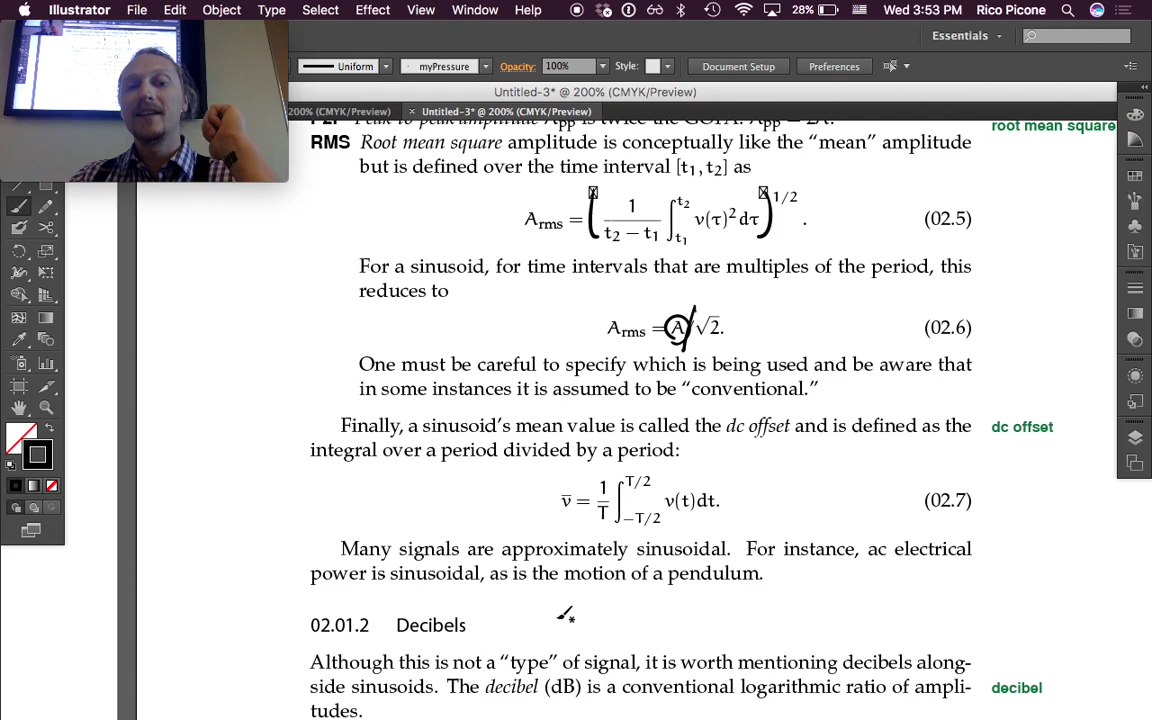 Illustrator File Edit Object Type Select Effect View Window Help 28% Wed 3:53 PM Rico Picone
Essentials
Uniform myPressure Opacity: 100% Style: Document Setup Preferences
Untitled-3* @ 200% (CMYK/Preview)
200% (CMYK/Preview) × Untitled-3* @ 200% (CMYK/Preview)
root mean square
RMS Root mean square amplitude is conceptually like the “mean” amplitude
but is defined over the time interval [t1, t2] as
Arms = ( 1/(t2 − t1) ∫_{t1}^{t2} v(τ)² dτ )^{1/2} . (02.5)
For a sinusoid, for time intervals that are multiples of the period, this
reduces to
Arms = A/√2. (02.6)
One must be careful to specify which is being used and be aware that
in some instances it is assumed to be “conventional.”
Finally, a sinusoid’s mean value is called the dc offset and is defined as the dc offset
integral over a period divided by a period:
v̄ = 1/T ∫_{−T/2}^{T/2} v(t)dt. (02.7)
Many signals are approximately sinusoidal. For instance, ac electrical
power is sinusoidal, as is the motion of a pendulum.
02.01.2 Decibels
Although this is not a “type” of signal, it is worth mentioning decibels along-
side sinusoids. The decibel (dB) is a conventional logarithmic ratio of ampli- decibel
tudes.